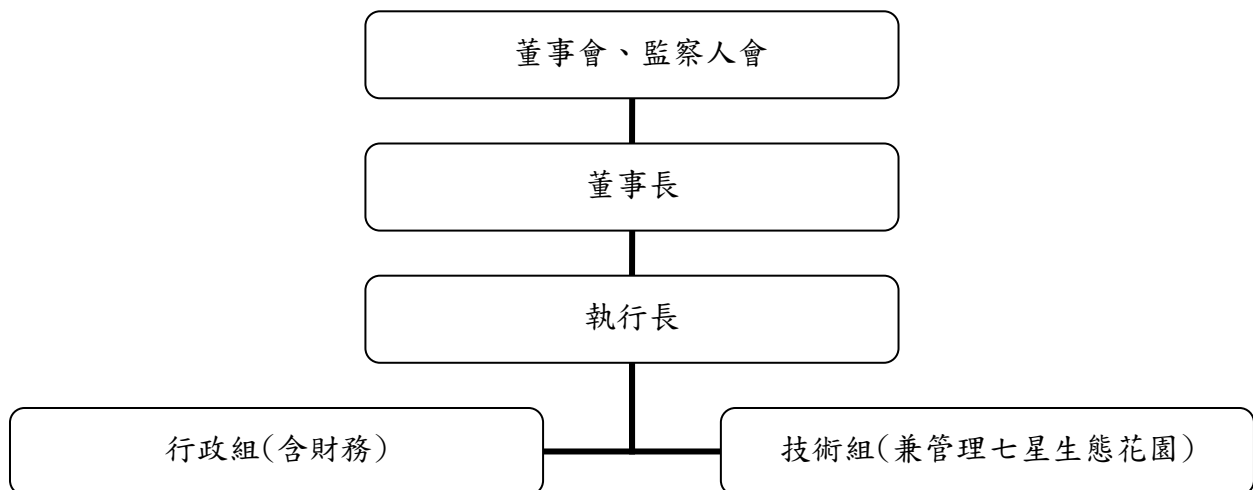 董事會、監察人會
董事長
執行長
行政組(含財務)
技術組(兼管理七星生態花園)